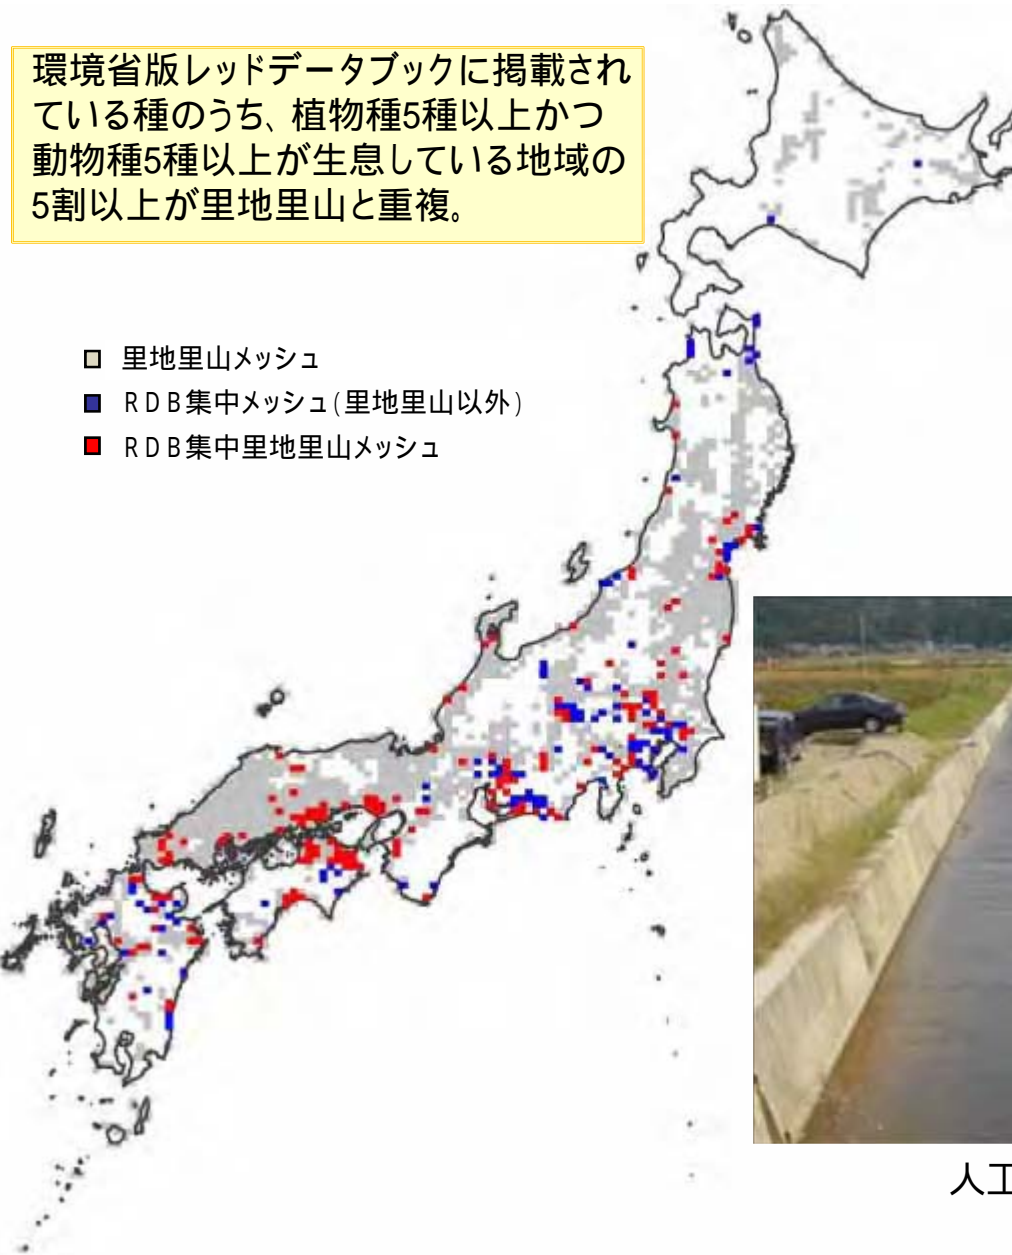 環境省版レッドデータブックに掲載され
ている種のうち、植物種5種以上かつ
動物種5種以上が生息している地域の
5割以上が里地里山と重複。
里地里山メッシュ
RDB集中メッシュ(里地里山以外)
RDB集中里地里山メッシュ
人工